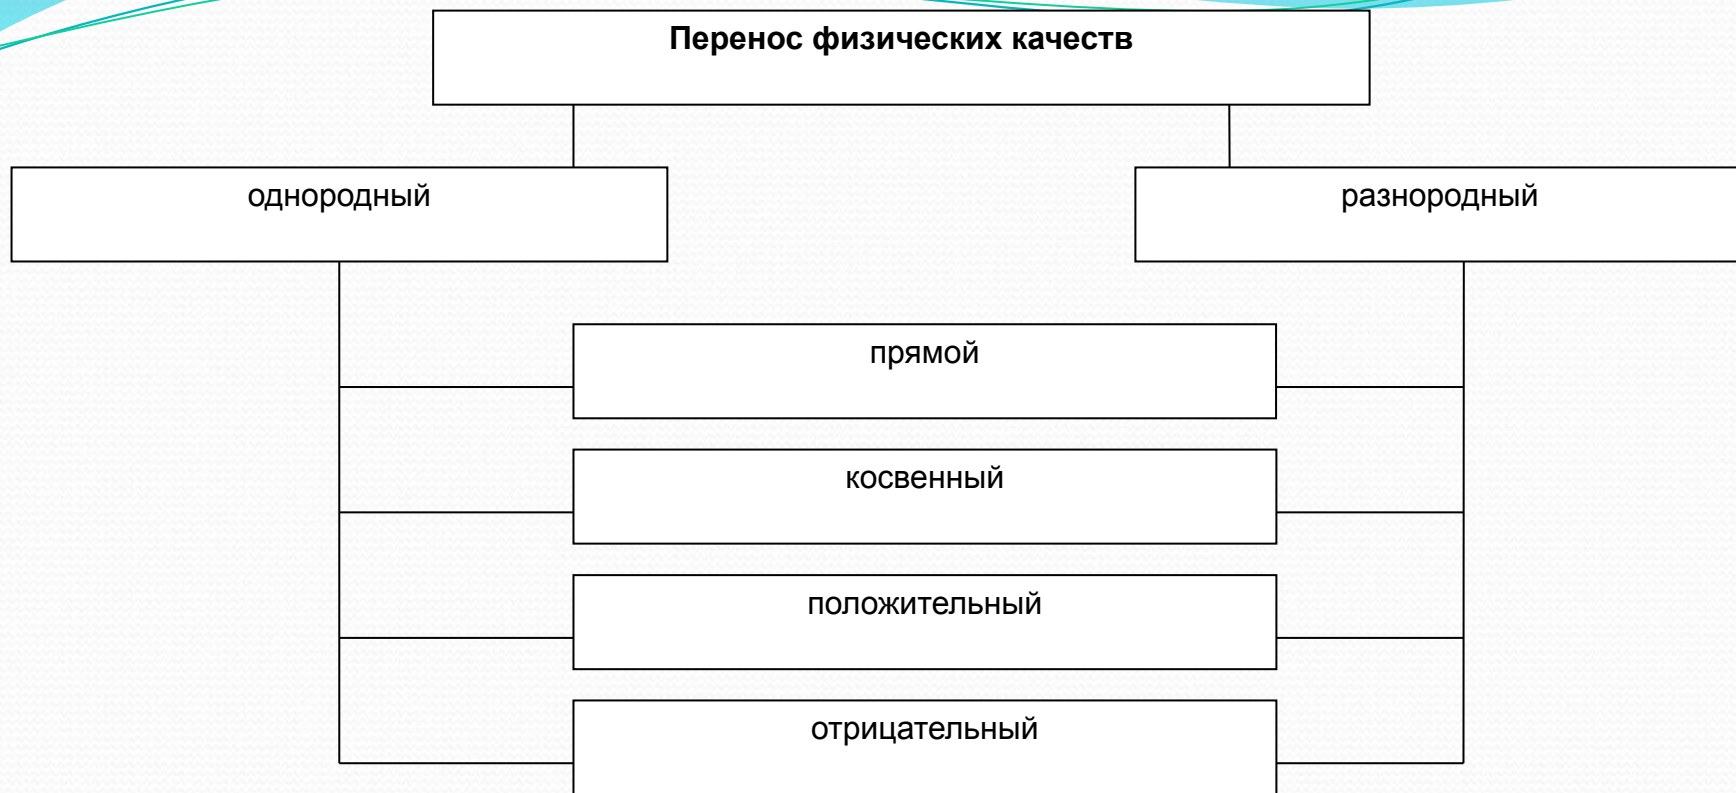 Перенос физических качеств
однородный
разнородный
прямой
косвенный
положительный
отрицательный